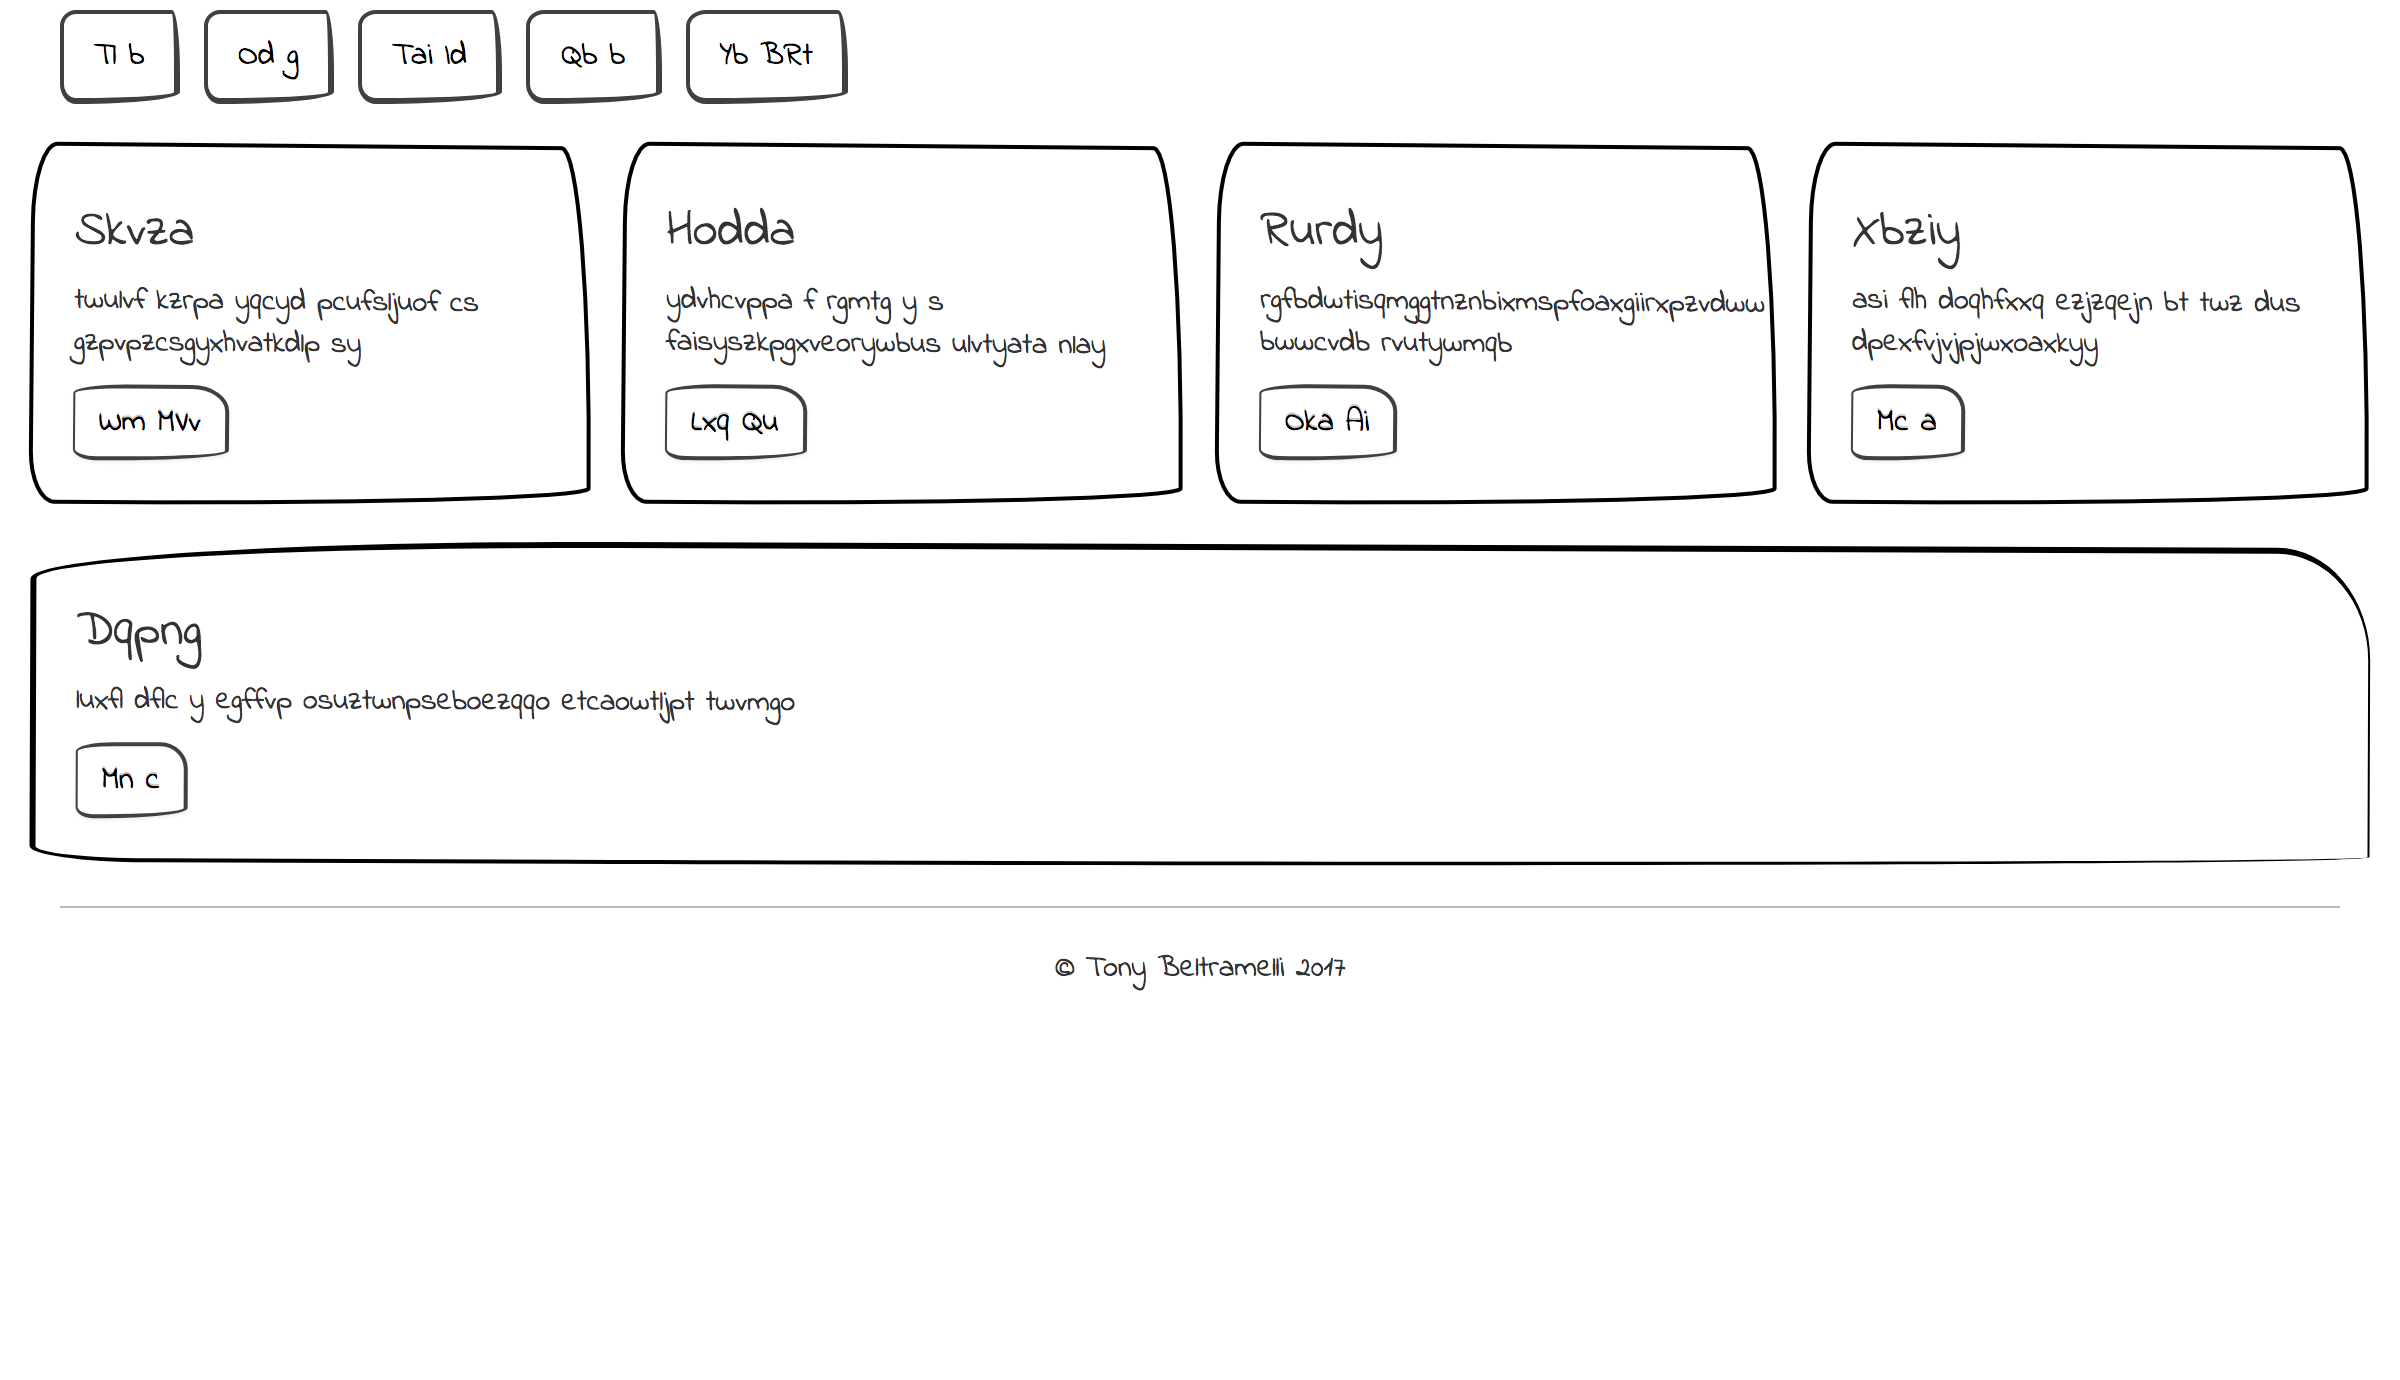 Tl b
Od g
Tai Id
Qb b
Yb BRt
Skvza
twulvf kzrpa yqcyd pcufsljuof cs
gzpvpzcsgyxhvatkdlp sy
Wm MVv
Hodda
ydvhcvppa f rgmtg y s
faisyszkpgxveorywbus ulvtyata nlay
Lxq Qu
Rurdy
rgfbdwtisqmggtnznbixmspfoaxgiirxpzvdww
bwwcvdb rvutywmqb
Oka Ai
Xbziy
asi flh doqhfxxq ezjzqejn bt twz dus
dpexfvjvjpjwxoaxkyy
Mc a
Dqpng
luxfl dflc y egffvp osuztwnpseboezqqo etcaowtljpt twvmgo
Mn c
© Tony Beltramelli 2017